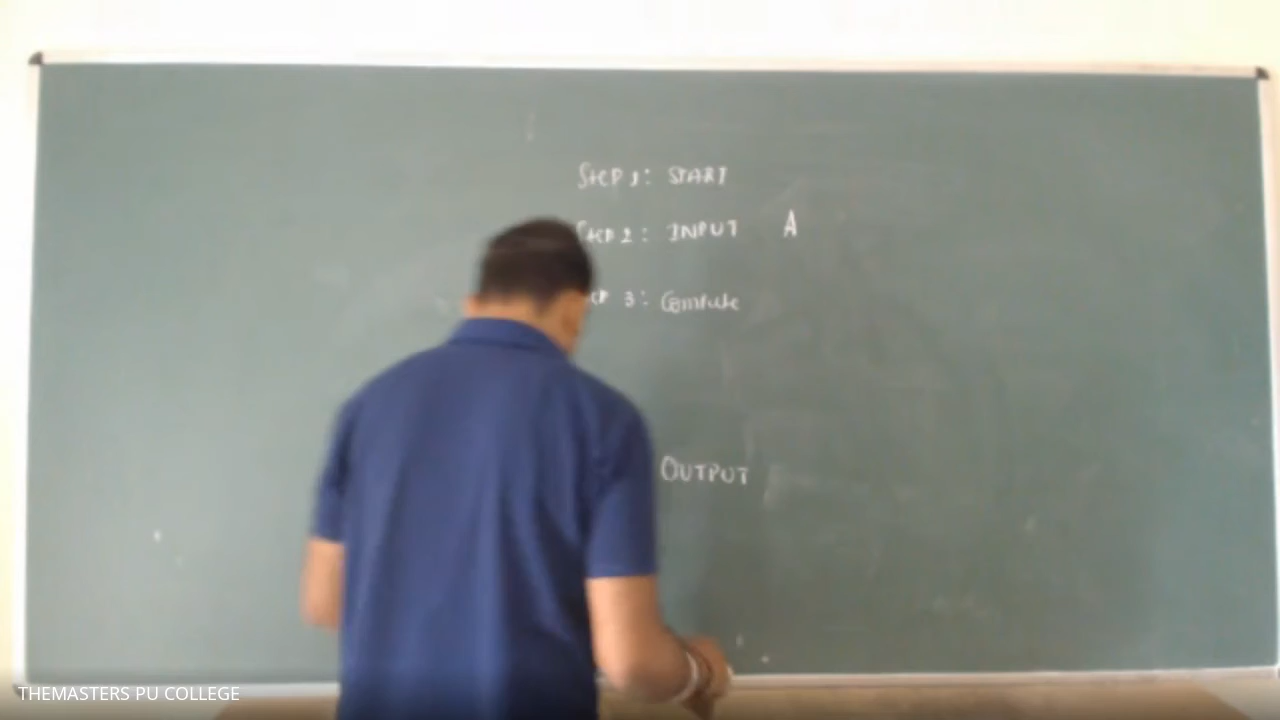 Step 1: START
Step 2: INPUT A
3: Compute
OUTPUT
THEMASTERS PU COLLEGE